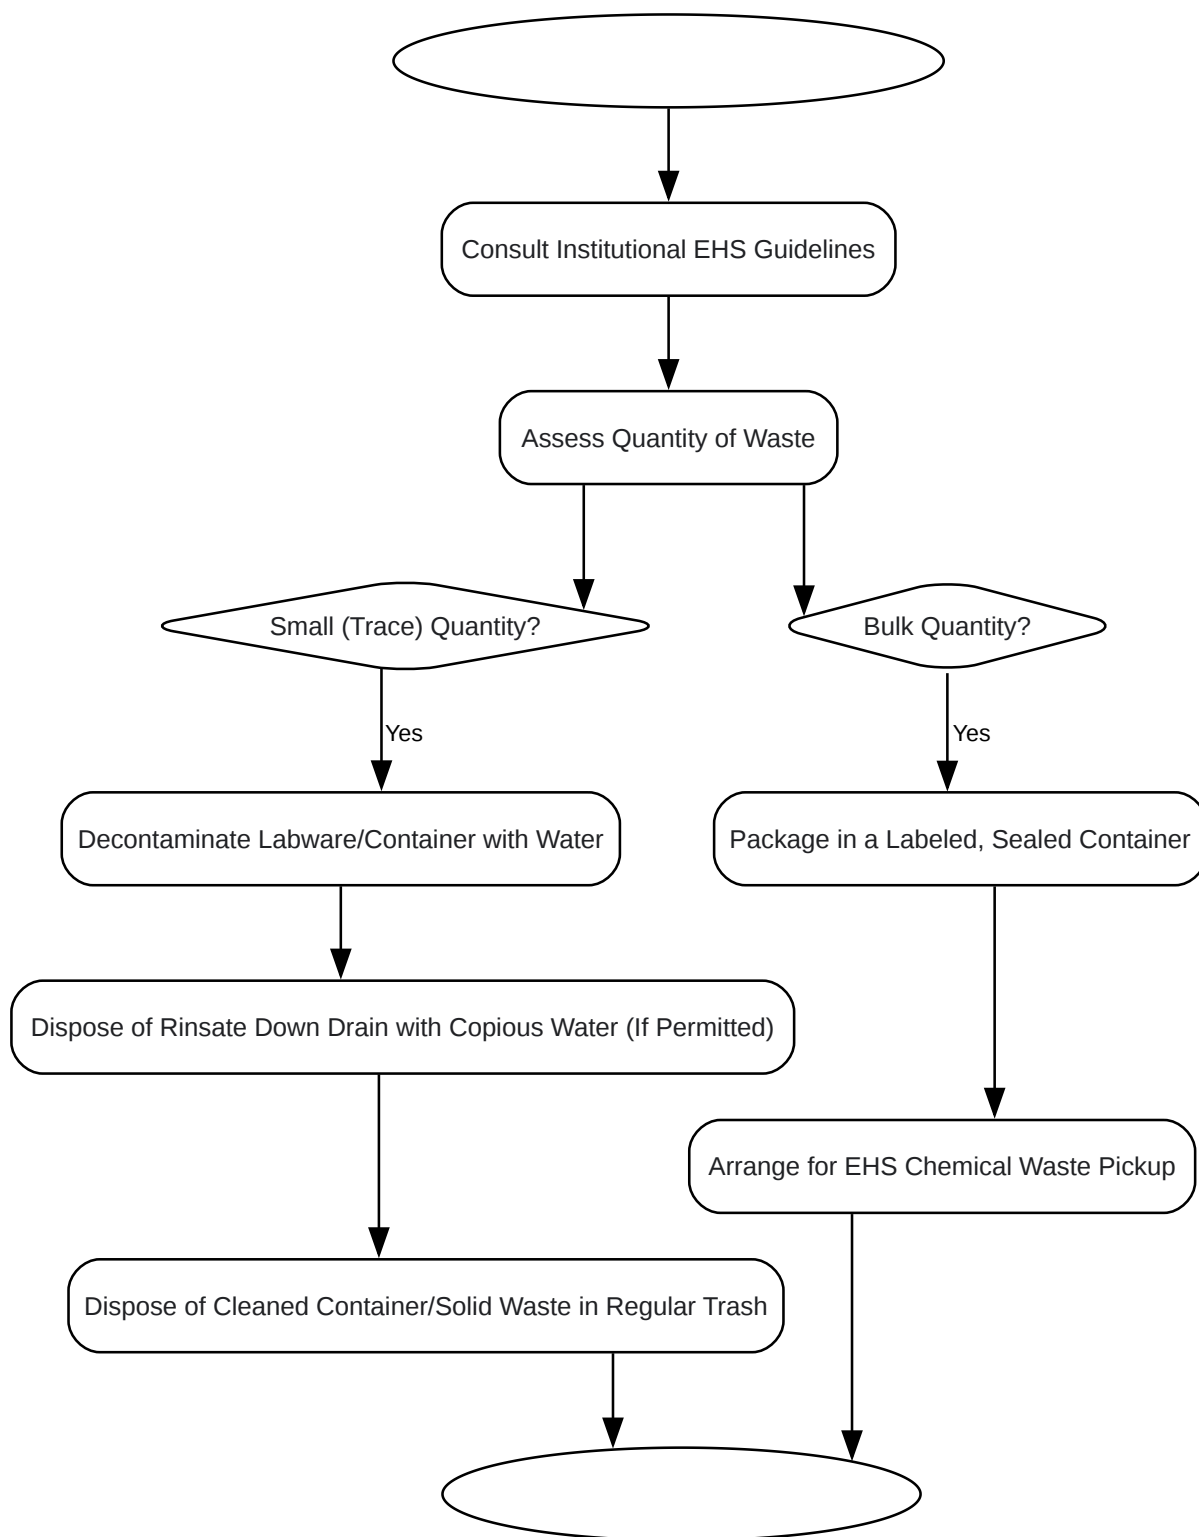 Consult Institutional EHS Guidelines
Assess Quantity of Waste
Small (Trace) Quantity?
Bulk Quantity?
Yes
Yes
Decontaminate Labware/Container with Water
Package in a Labeled, Sealed Container
Dispose of Rinsate Down Drain with Copious Water (If Permitted)
Arrange for EHS Chemical Waste Pickup
Dispose of Cleaned Container/Solid Waste in Regular Trash